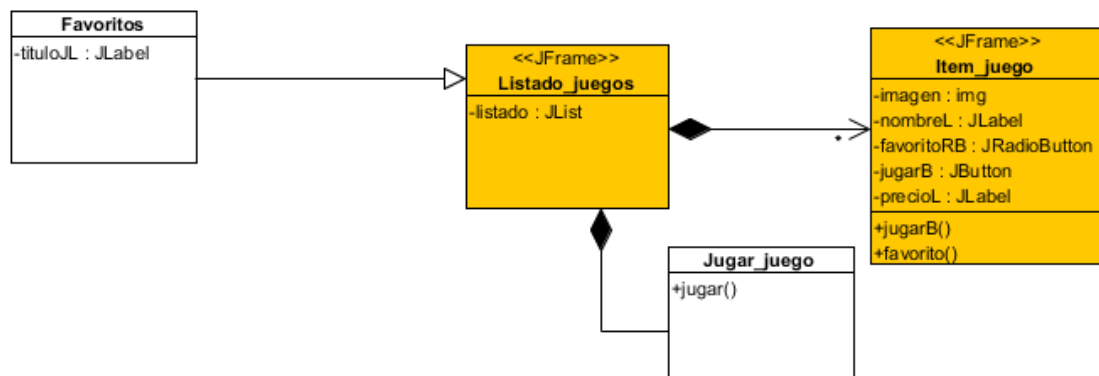 Favoritos
-tituloJL : JLabel
<<JFrame>>
Listado_juegos
-listado : JList
*
<<JFrame>>
Item_juego
-imagen : img
-nombreL : JLabel
-favoritoRB : JRadioButton
-jugarB : JButton
-precioL : JLabel
+jugarB()
+favorito()
Jugar_juego
+jugar()